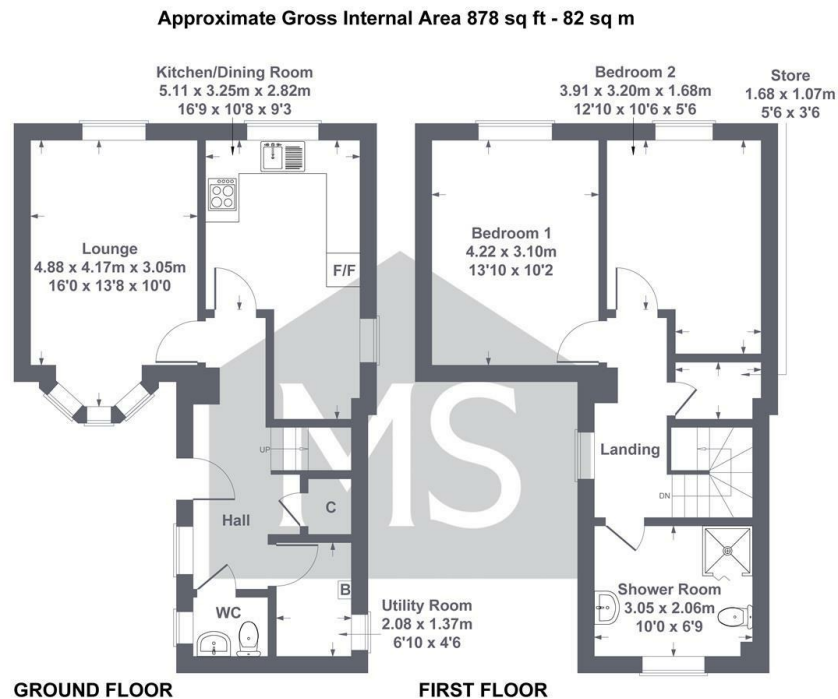 Approximate Gross Internal Area 878 sq ft - 82 sq m
Kitchen/Dining Room
5.11 x 3.25m x 2.82m
16'9 x 10'8 x 9'3
Bedroom 2
3.91 x 3.20m x 1.68m
12'10 x 10'6 x 5'6
Store
1.68 x 1.07m
5'6 x 3'6
Lounge
4.88 x 4.17m x 3.05m
16'0 x 13'8 x 10'0
F/F
Bedroom 1
4.22 x 3.10m
13'10 x 10'2
MS
UP
C
Hall
WC
B
Utility Room
2.08 x 1.37m
6'10 x 4'6
Landing
DN
Shower Room
3.05 x 2.06m
10'0 x 6'9
GROUND FLOOR
FIRST FLOOR